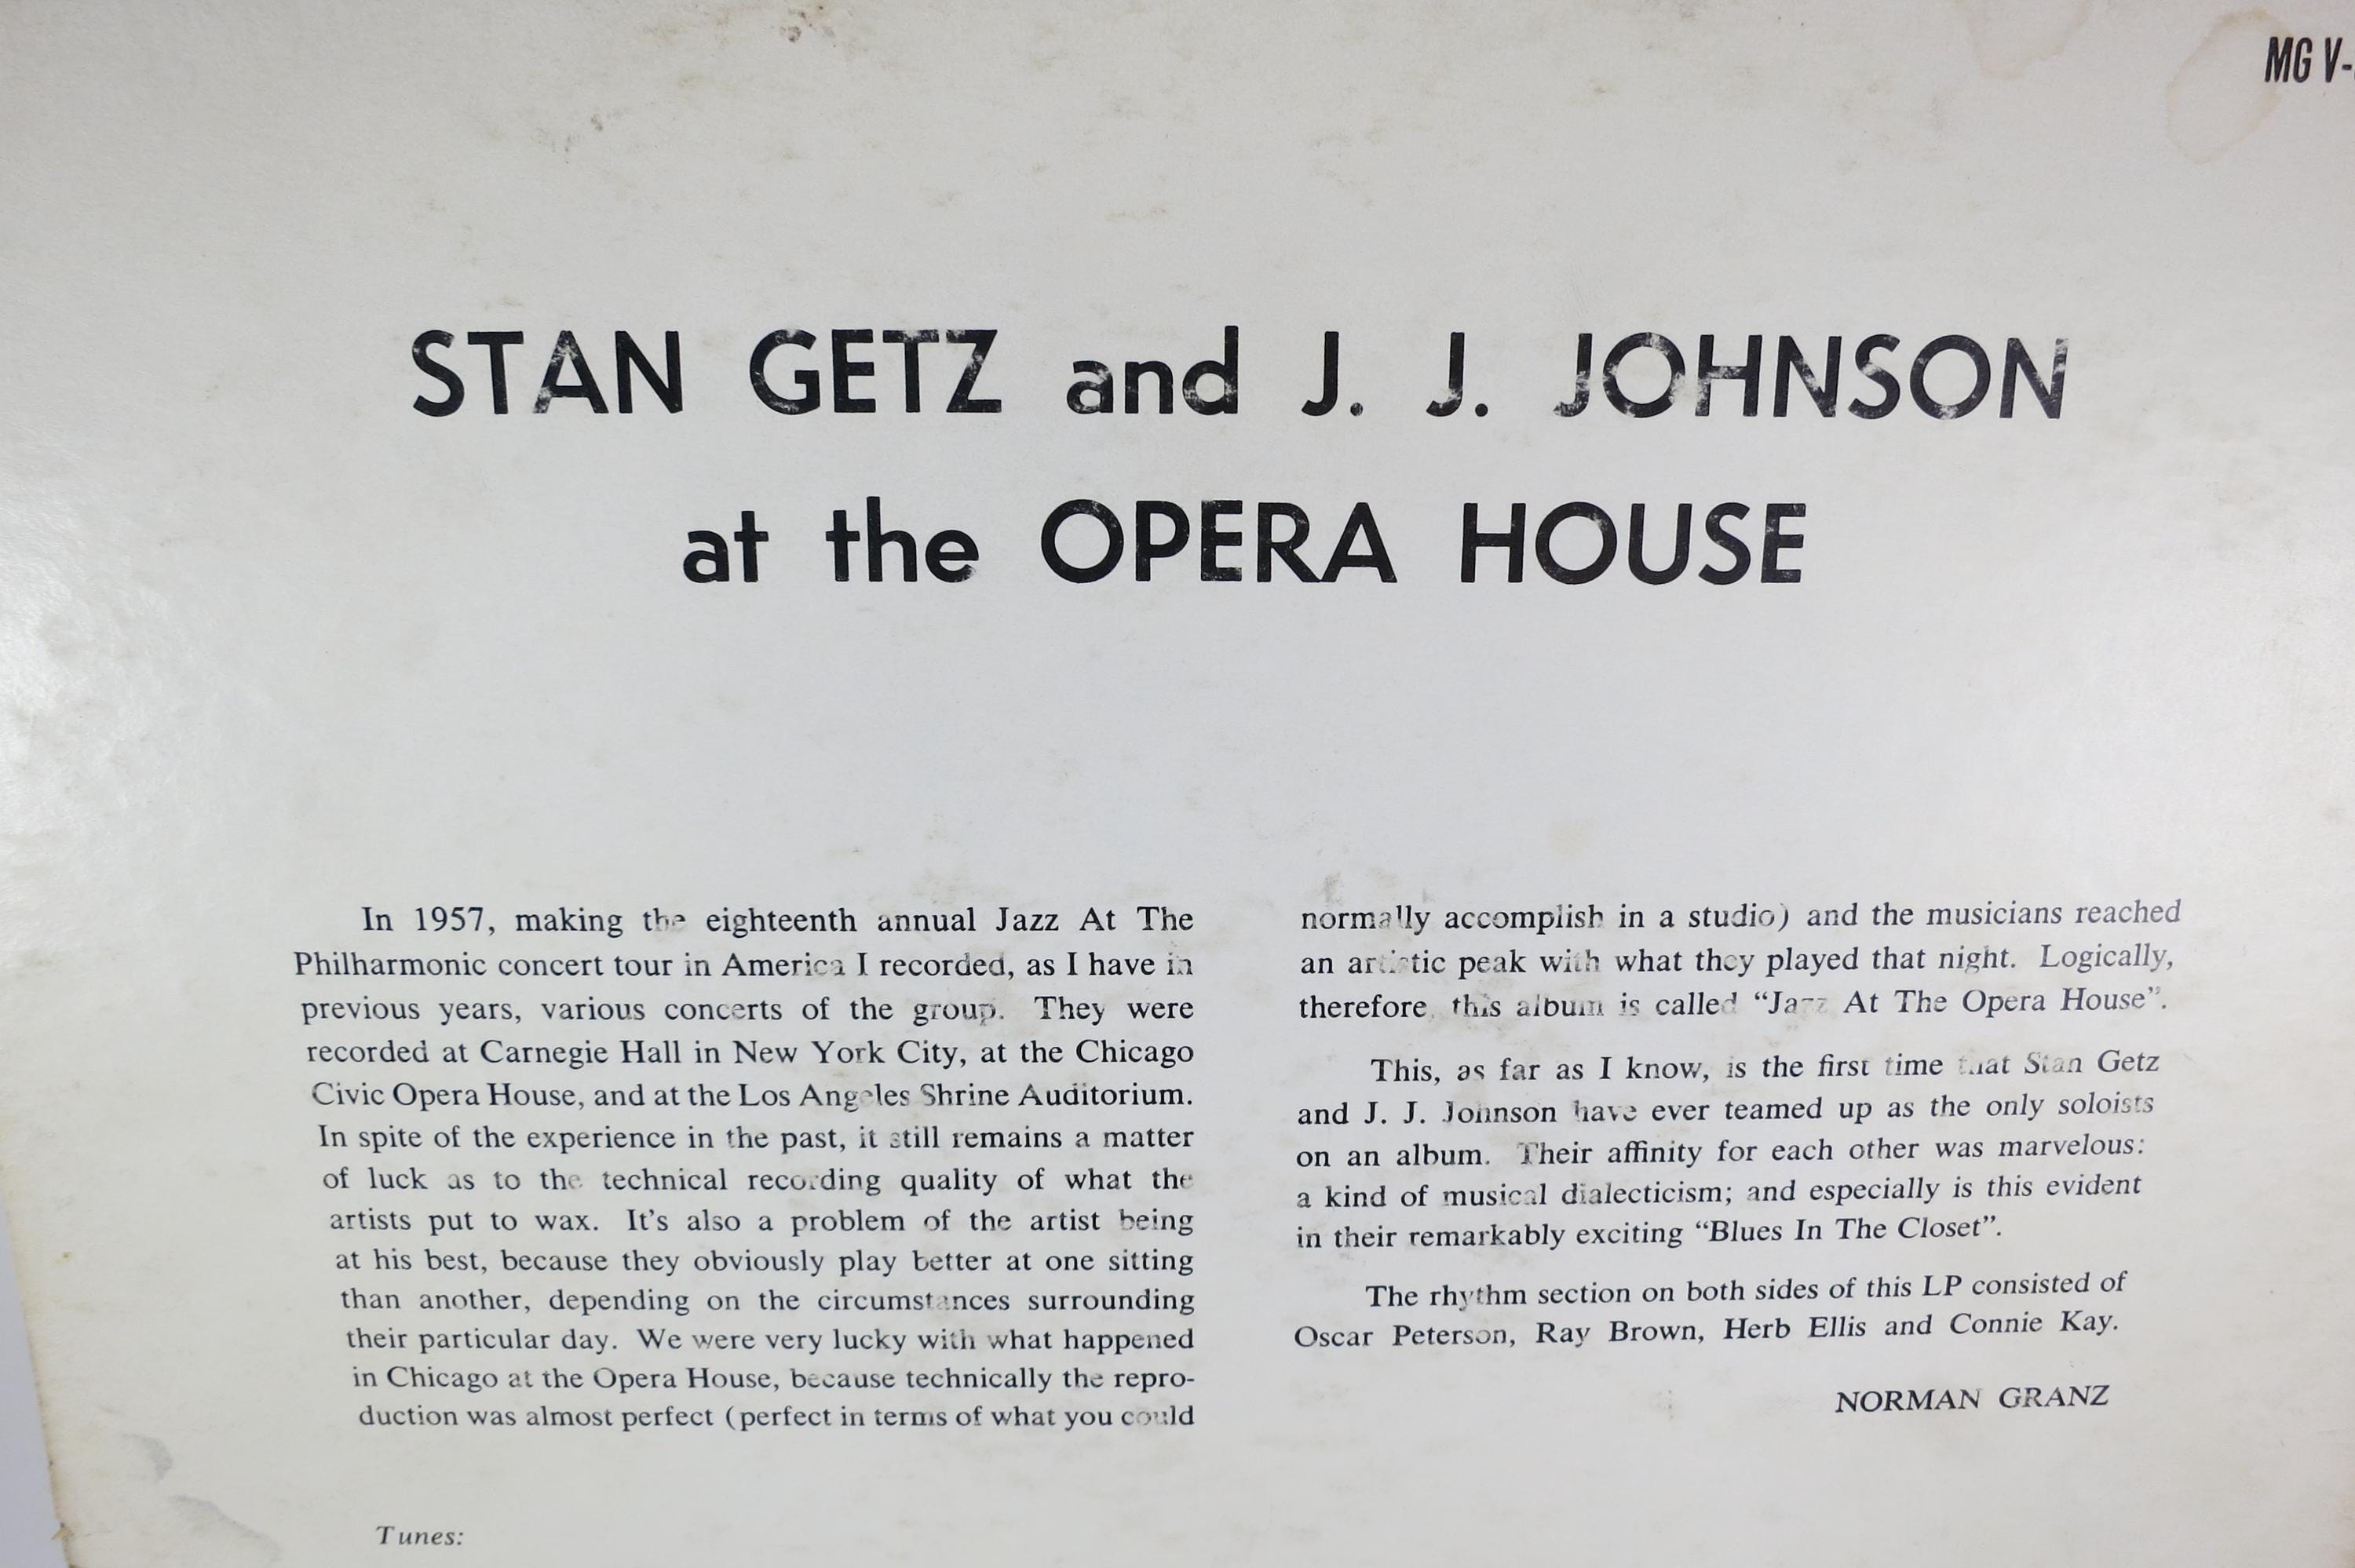 MG V-
STAN GETZ and J. J. JOHNSON
at the OPERA HOUSE
In 1957, making the eighteenth annual Jazz At The
Philharmonic concert tour in America I recorded, as I have in
previous years, various concerts of the group. They were
recorded at Carnegie Hall in New York City, at the Chicago
Civic Opera House, and at the Los Angeles Shrine Auditorium.
In spite of the experience in the past, it still remains a matter
of luck as to the technical recording quality of what the
artists put to wax. It's also a problem of the artist being
at his best, because they obviously play better at one sitting
than another, depending on the circumstances surrounding
their particular day. We were very lucky with what happened
in Chicago at the Opera House, because technically the repro-
duction was almost perfect (perfect in terms of what you could
normally accomplish in a studio) and the musicians reached
an artistic peak with what they played that night. Logically,
therefore, this album is called “Jazz At The Opera House”.
This, as far as I know, is the first time that Stan Getz
and J. J. Johnson have ever teamed up as the only soloists
on an album. Their affinity for each other was marvelous:
a kind of musical dialecticism; and especially is this evident
in their remarkably exciting “Blues In The Closet”.
The rhythm section on both sides of this LP consisted of
Oscar Peterson, Ray Brown, Herb Ellis and Connie Kay.
NORMAN GRANZ
Tunes: